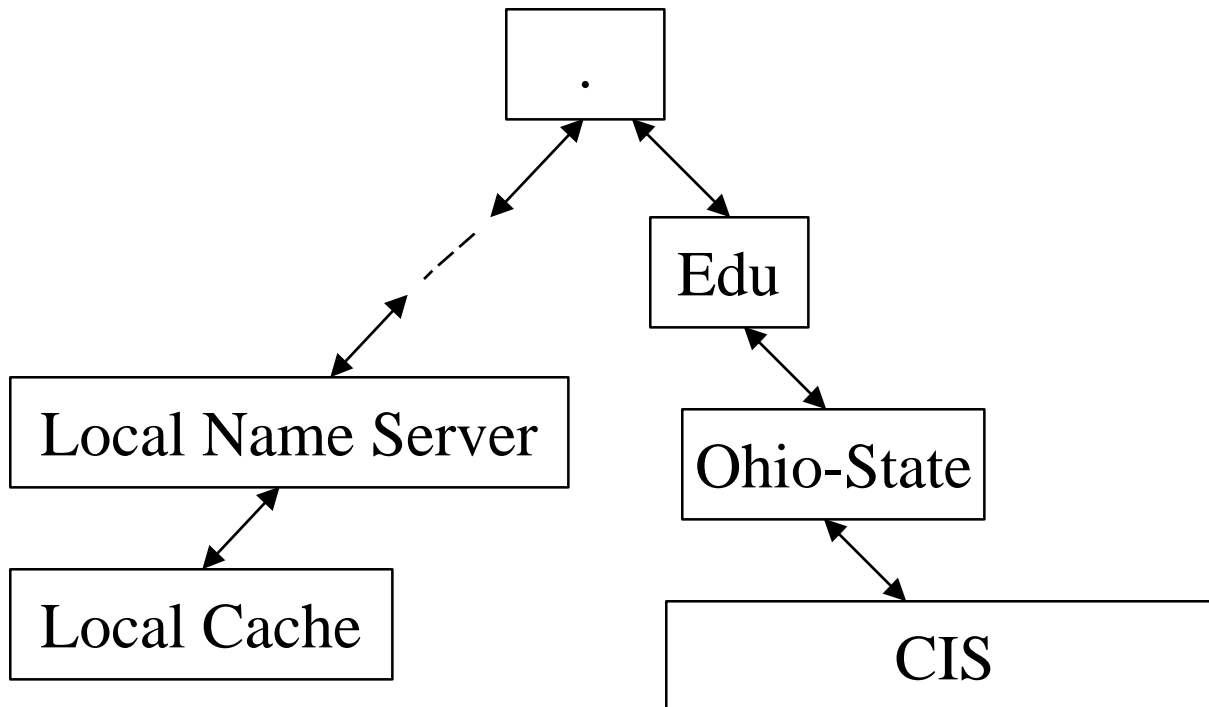 .
Edu
Local Name Server
Ohio-State
Local Cache
CIS